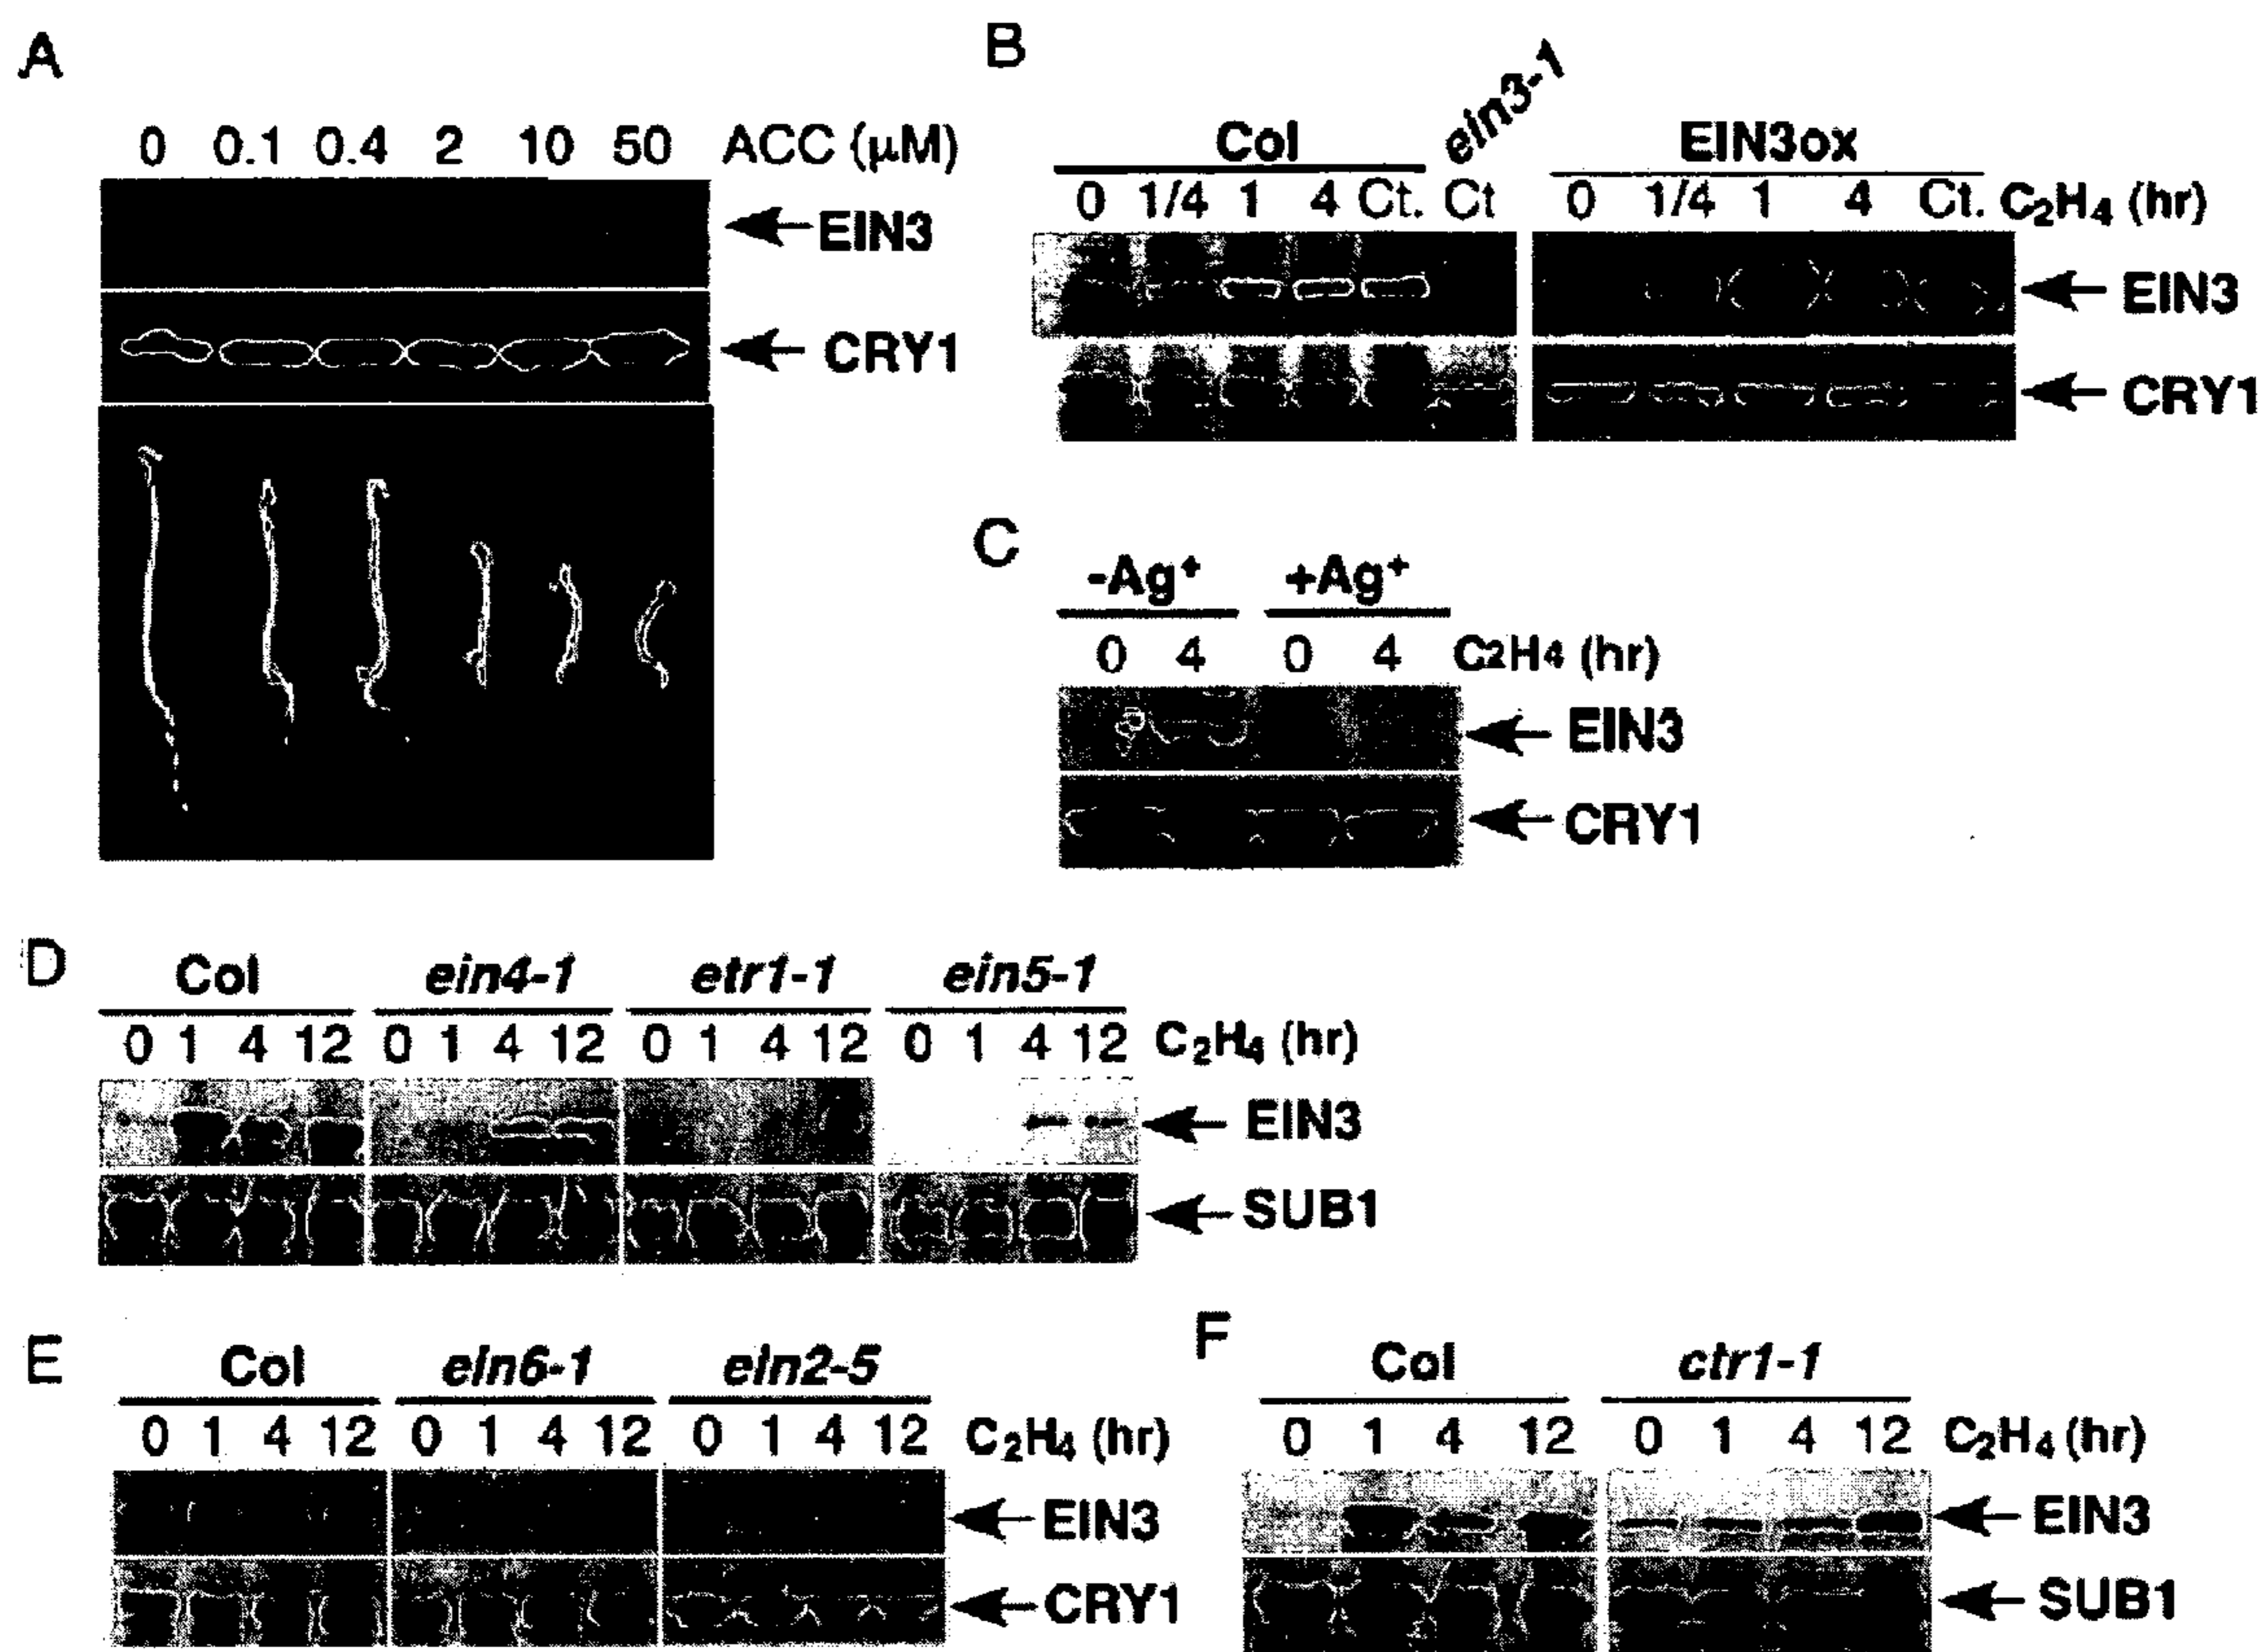 A
0 0.1 0.4 2 10 50 ACC (µM)
EIN3
CRY1
B
Col ein3-1 EIN3ox
0 1/4 1 4 Ct. Ct 0 1/4 1 4 Ct. C₂H₄ (hr)
EIN3
CRY1
C
-Ag⁺ +Ag⁺
0 4 0 4 C2H4 (hr)
EIN3
CRY1
D
Col ein4-1 etr1-1 ein5-1
0 1 4 12 0 1 4 12 0 1 4 12 0 1 4 12 C₂H₄ (hr)
EIN3
SUB1
E
Col ein6-1 ein2-5
0 1 4 12 0 1 4 12 0 1 4 12 C₂H₄ (hr)
EIN3
CRY1
F
Col ctr1-1
0 1 4 12 0 1 4 12 C₂H₄ (hr)
EIN3
SUB1